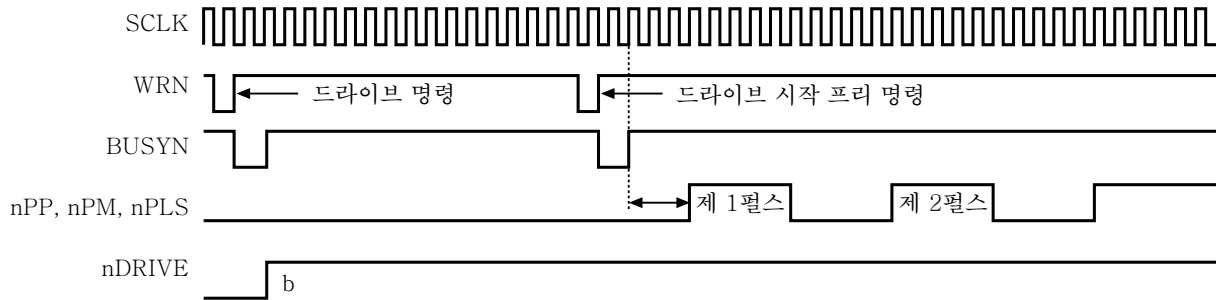 SCLK
WRN
드라이브 명령
드라이브 시작 프리 명령
BUSYN
nPP, nPM, nPLS
제 1펄스
제 2펄스
nDRIVE
b